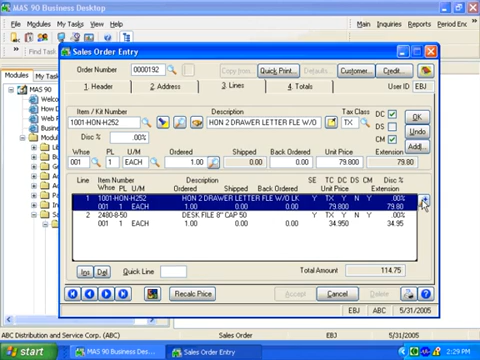 MAS 90 Business Desktop
File Modules My Tasks View
Main Inquiries Reports Period End
Find Task
Sales Order Entry
Order Number 0000192 Copy from... Quick Print... Defaults... Customer... Credit...
Modules My Task
1. Header 2. Address 3. Lines 4. Totals User ID EBJ
MAS 90
Welco
How D
Web R
Busine
Item / Kit Number Description Tax Class DC OK
1001-HON-H252 HON 2 DRAWER LETTER FLE W/O TX DS Undo
Disc % .00% CM Add...
Whse PL U/M Ordered Shipped Back Ordered Unit Price Extension
001 1 EACH 1.00 0.00 0.00 79.800 79.80
Line Item Number Description SE TC DC DS CM Disc %
Whse PL U/M Ordered Shipped Back Ordered Unit Price Extension
1 1001-HON-H252 HON 2 DRAWER LETTER FLE W/O LK Y TX Y N Y .00%
001 1 EACH 1.00 0.00 0.00 79.800 79.80
2 2480-8-50 DESK FILE 8" CAP 50 Y TX Y N Y .00%
001 1 EACH 1.00 0.00 0.00 34.950 34.95
Ins Del Quick Line Total Amount 114.75
Recalc Price Accept Cancel Delete
EBJ ABC 5/31/2005
ABC Distribution and Service Corp. (ABC) Sales Order EBJ 5/31/2005
start MAS 90 Business Des... Sales Order Entry 2:29 PM